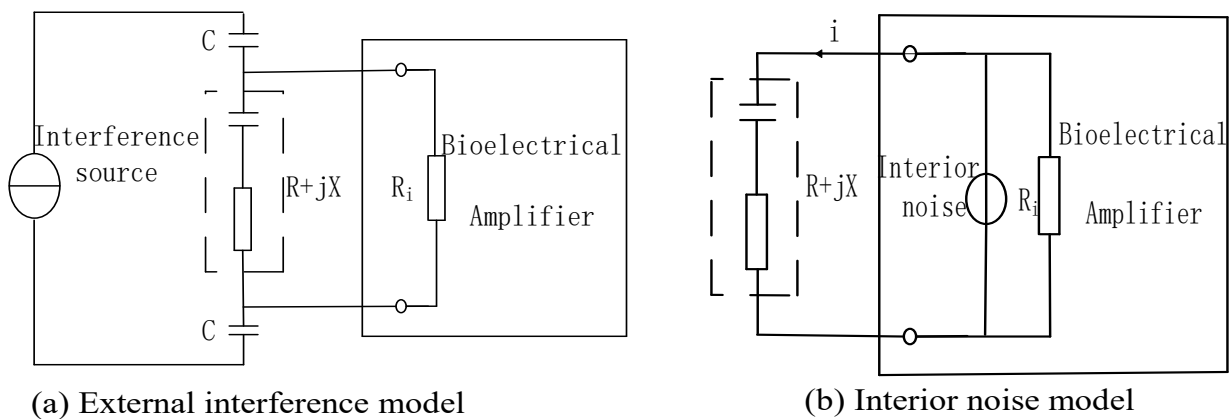 C
Interference
source
R+jX
Ri
Bioelectrical
Amplifier
C
(a) External interference model
i
R+jX
Interior
noise
Ri
Bioelectrical
Amplifier
(b) Interior noise model